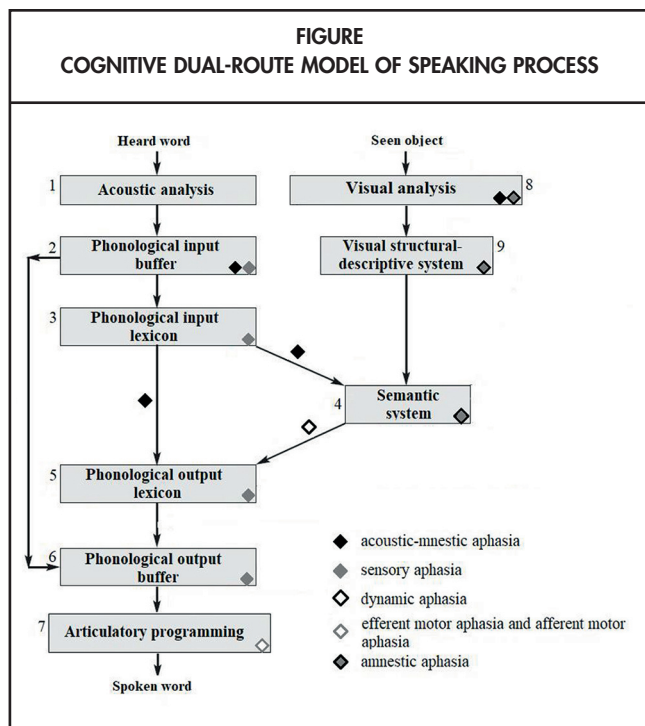 FIGURE
COGNITIVE DUAL-ROUTE MODEL OF SPEAKING PROCESS
Heard word
Seen object
1
Acoustic analysis
Visual analysis
8
2
Phonological input
buffer
Visual structural-
descriptive system
9
3
Phonological input
lexicon
4
Semantic
system
5
Phonological output
lexicon
6
Phonological output
buffer
7
Articulatory programming
Spoken word
acoustic-mnestic aphasia
sensory aphasia
dynamic aphasia
efferent motor aphasia and afferent motor
aphasia
amnestic aphasia